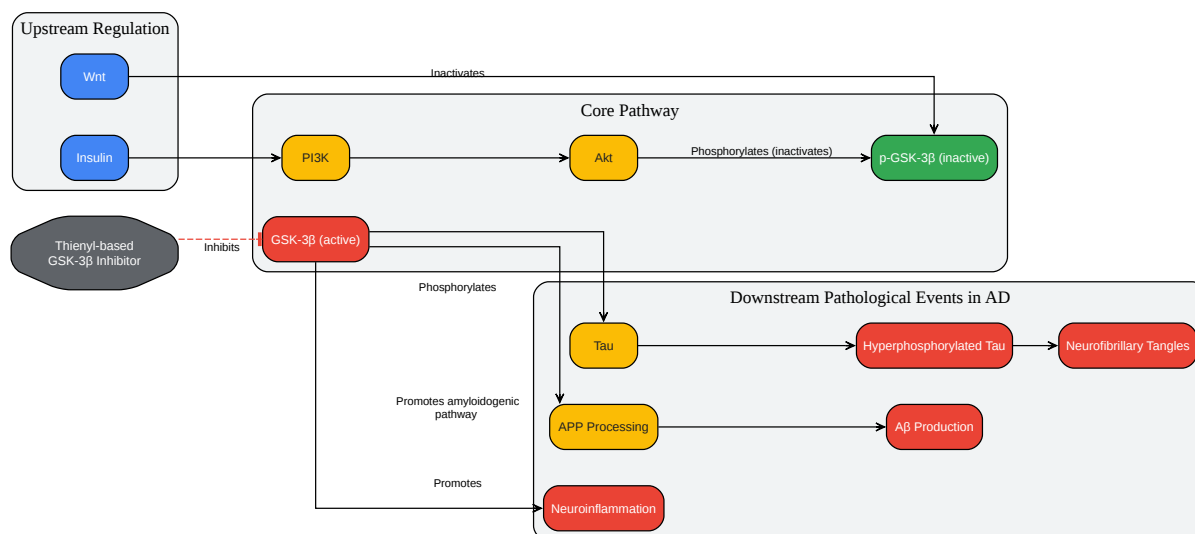 Upstream Regulation
Wnt
Inactivates
Core Pathway
Insulin
PI3K
Akt
Phosphorylates (inactivates)
p-GSK-3β (inactive)
Thienyl-based
GSK-3β Inhibitor
Inhibits
GSK-3β (active)
Phosphorylates
Downstream Pathological Events in AD
Tau
Hyperphosphorylated Tau
Neurofibrillary Tangles
Promotes amyloidogenic
pathway
APP Processing
Aβ Production
Promotes
Neuroinflammation